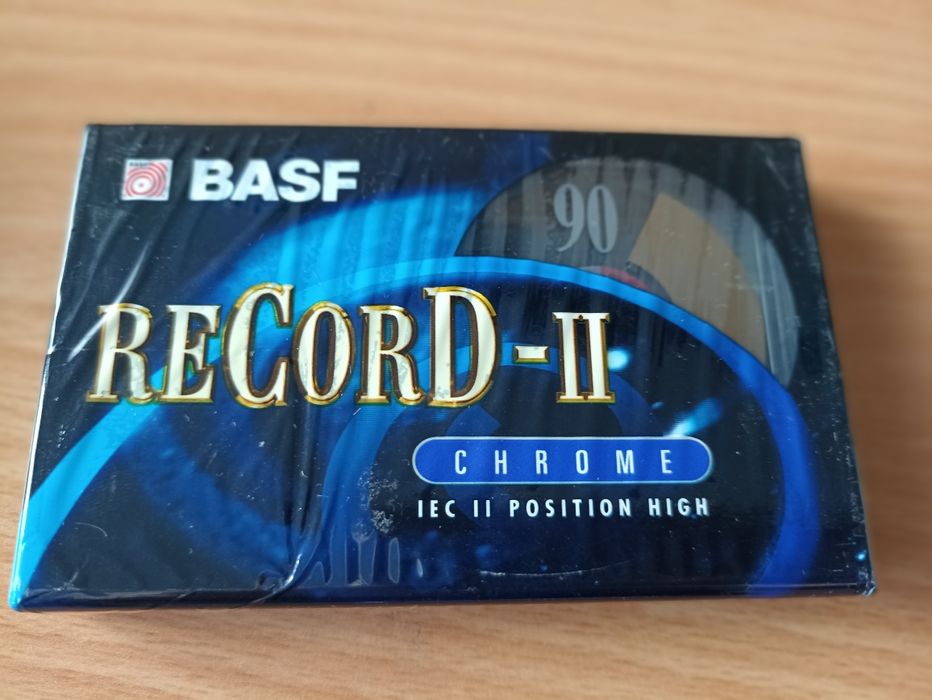 BASF
90
RECORD-II
CHROME
IEC II POSITION HIGH